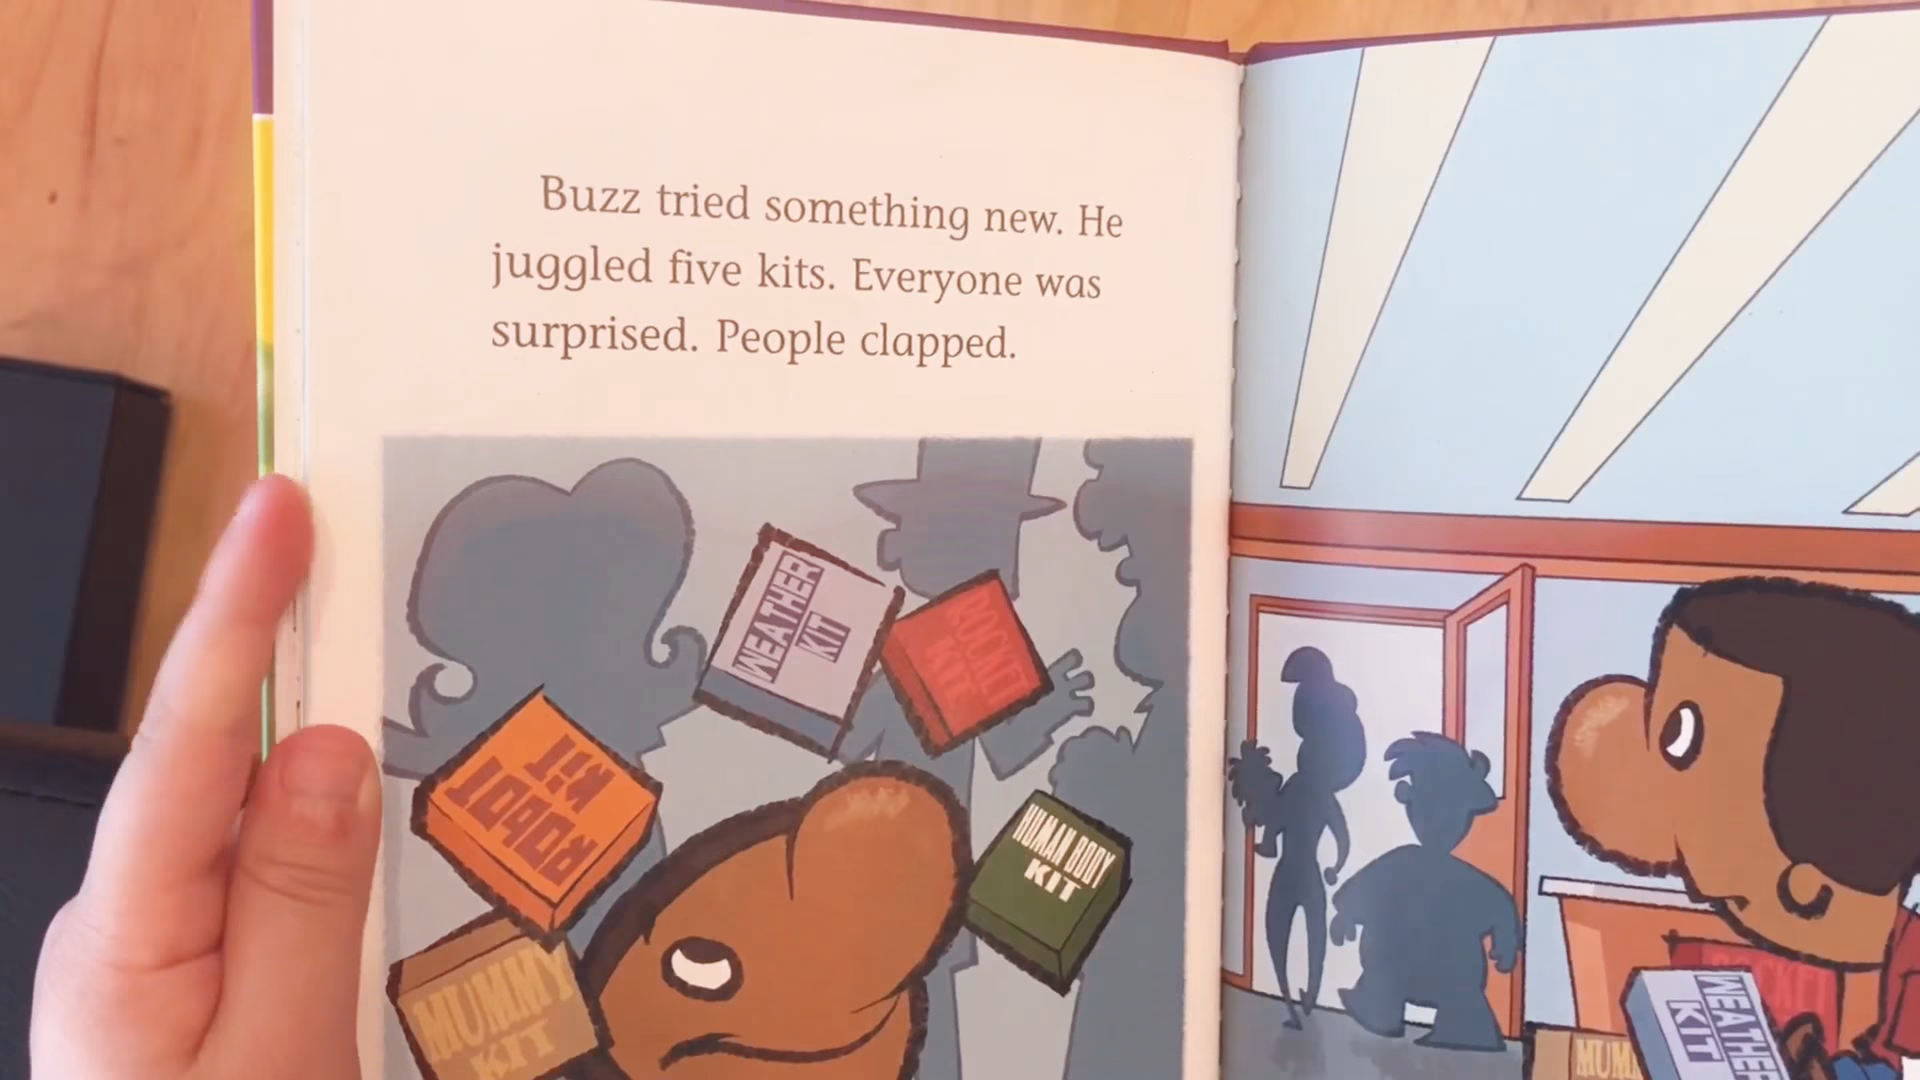 Buzz tried something new. He
juggled five kits. Everyone was
surprised. People clapped.
WEATHER
KIT
ROCKET
KIT
ROBOT
KIT
HUMAN BODY
KIT
MUMMY
KIT
ROCKET
WEATHER
KIT